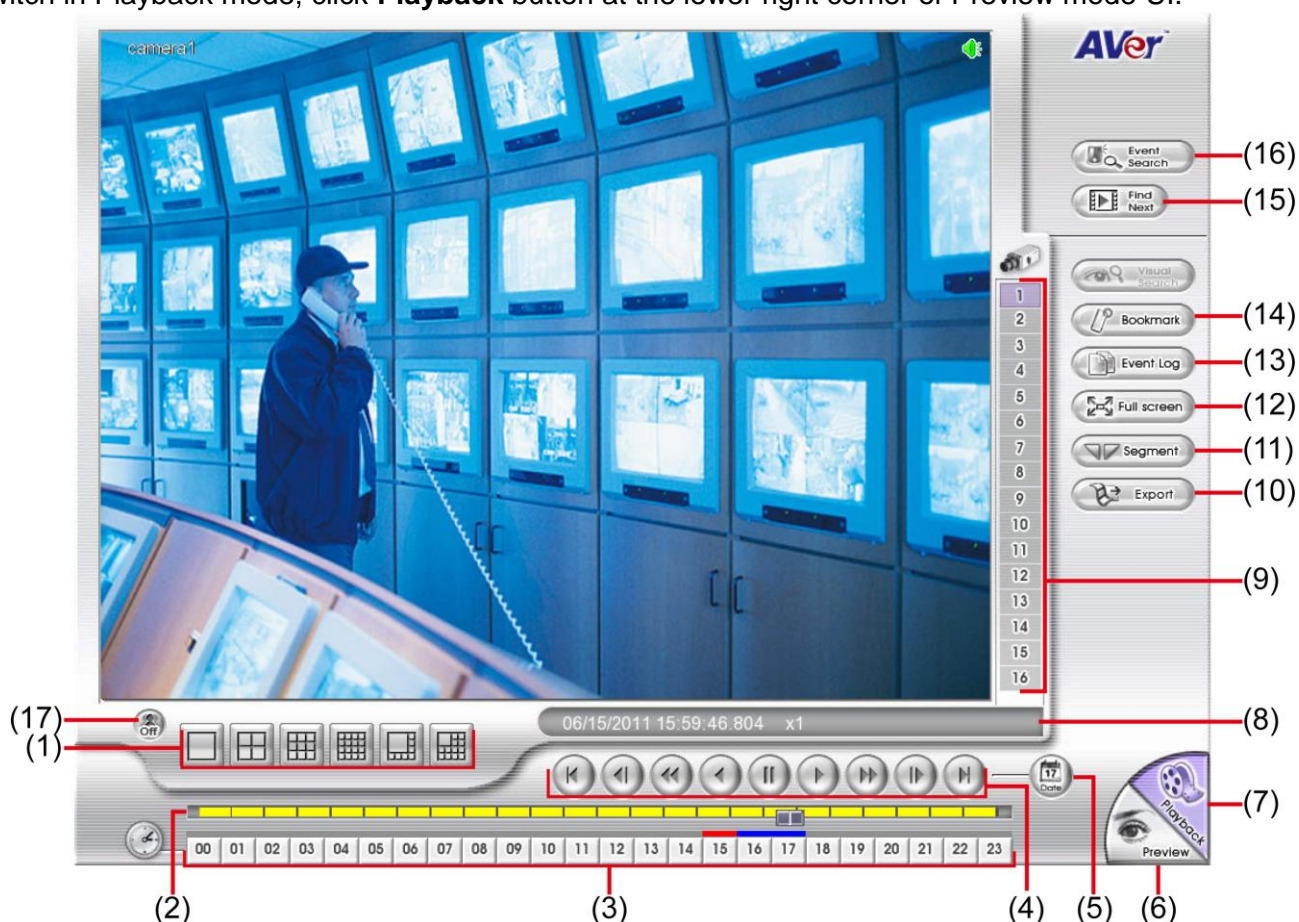 witch in Playback mode, click Playback button at the lower right corner of Preview mode UI.
camera1
AVer
Event Search
(16)
Find Next
(15)
Visual Search
1
2
3
4
5
6
7
8
9
10
11
12
13
14
15
16
Bookmark
(14)
Event Log
(13)
Full screen
(12)
Segment
(11)
Export
(10)
(9)
(17)
Off
(1)
06/15/2011 15:59:46.804 x1
(8)
17
Date
(7)
Playback
Preview
(2)
00 01 02 03 04 05 06 07 08 09 10 11 12 13 14 15 16 17 18 19 20 21 22 23
(3)
(4)
(5)
(6)